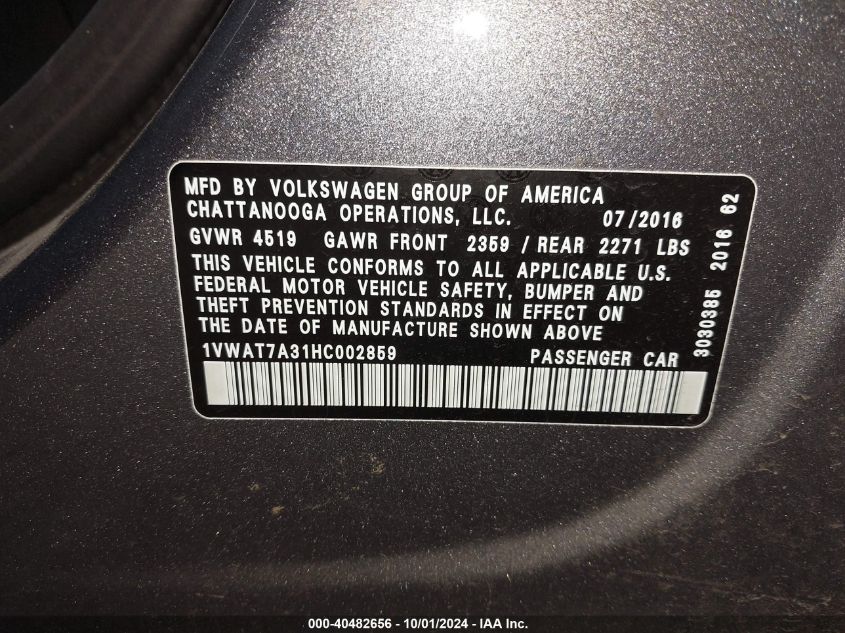 MFD BY VOLKSWAGEN GROUP OF AMERICA
CHATTANOOGA OPERATIONS, LLC. 07/2016
GVWR 4519 GAWR FRONT 2359 / REAR 2271 LBS
THIS VEHICLE CONFORMS TO ALL APPLICABLE U.S.
FEDERAL MOTOR VEHICLE SAFETY, BUMPER AND
THEFT PREVENTION STANDARDS IN EFFECT ON
THE DATE OF MANUFACTURE SHOWN ABOVE
1VWAT7A31HC002859 PASSENGER CAR
3030385 2016 62
000-40482656 - 10/01/2024 - IAA Inc.